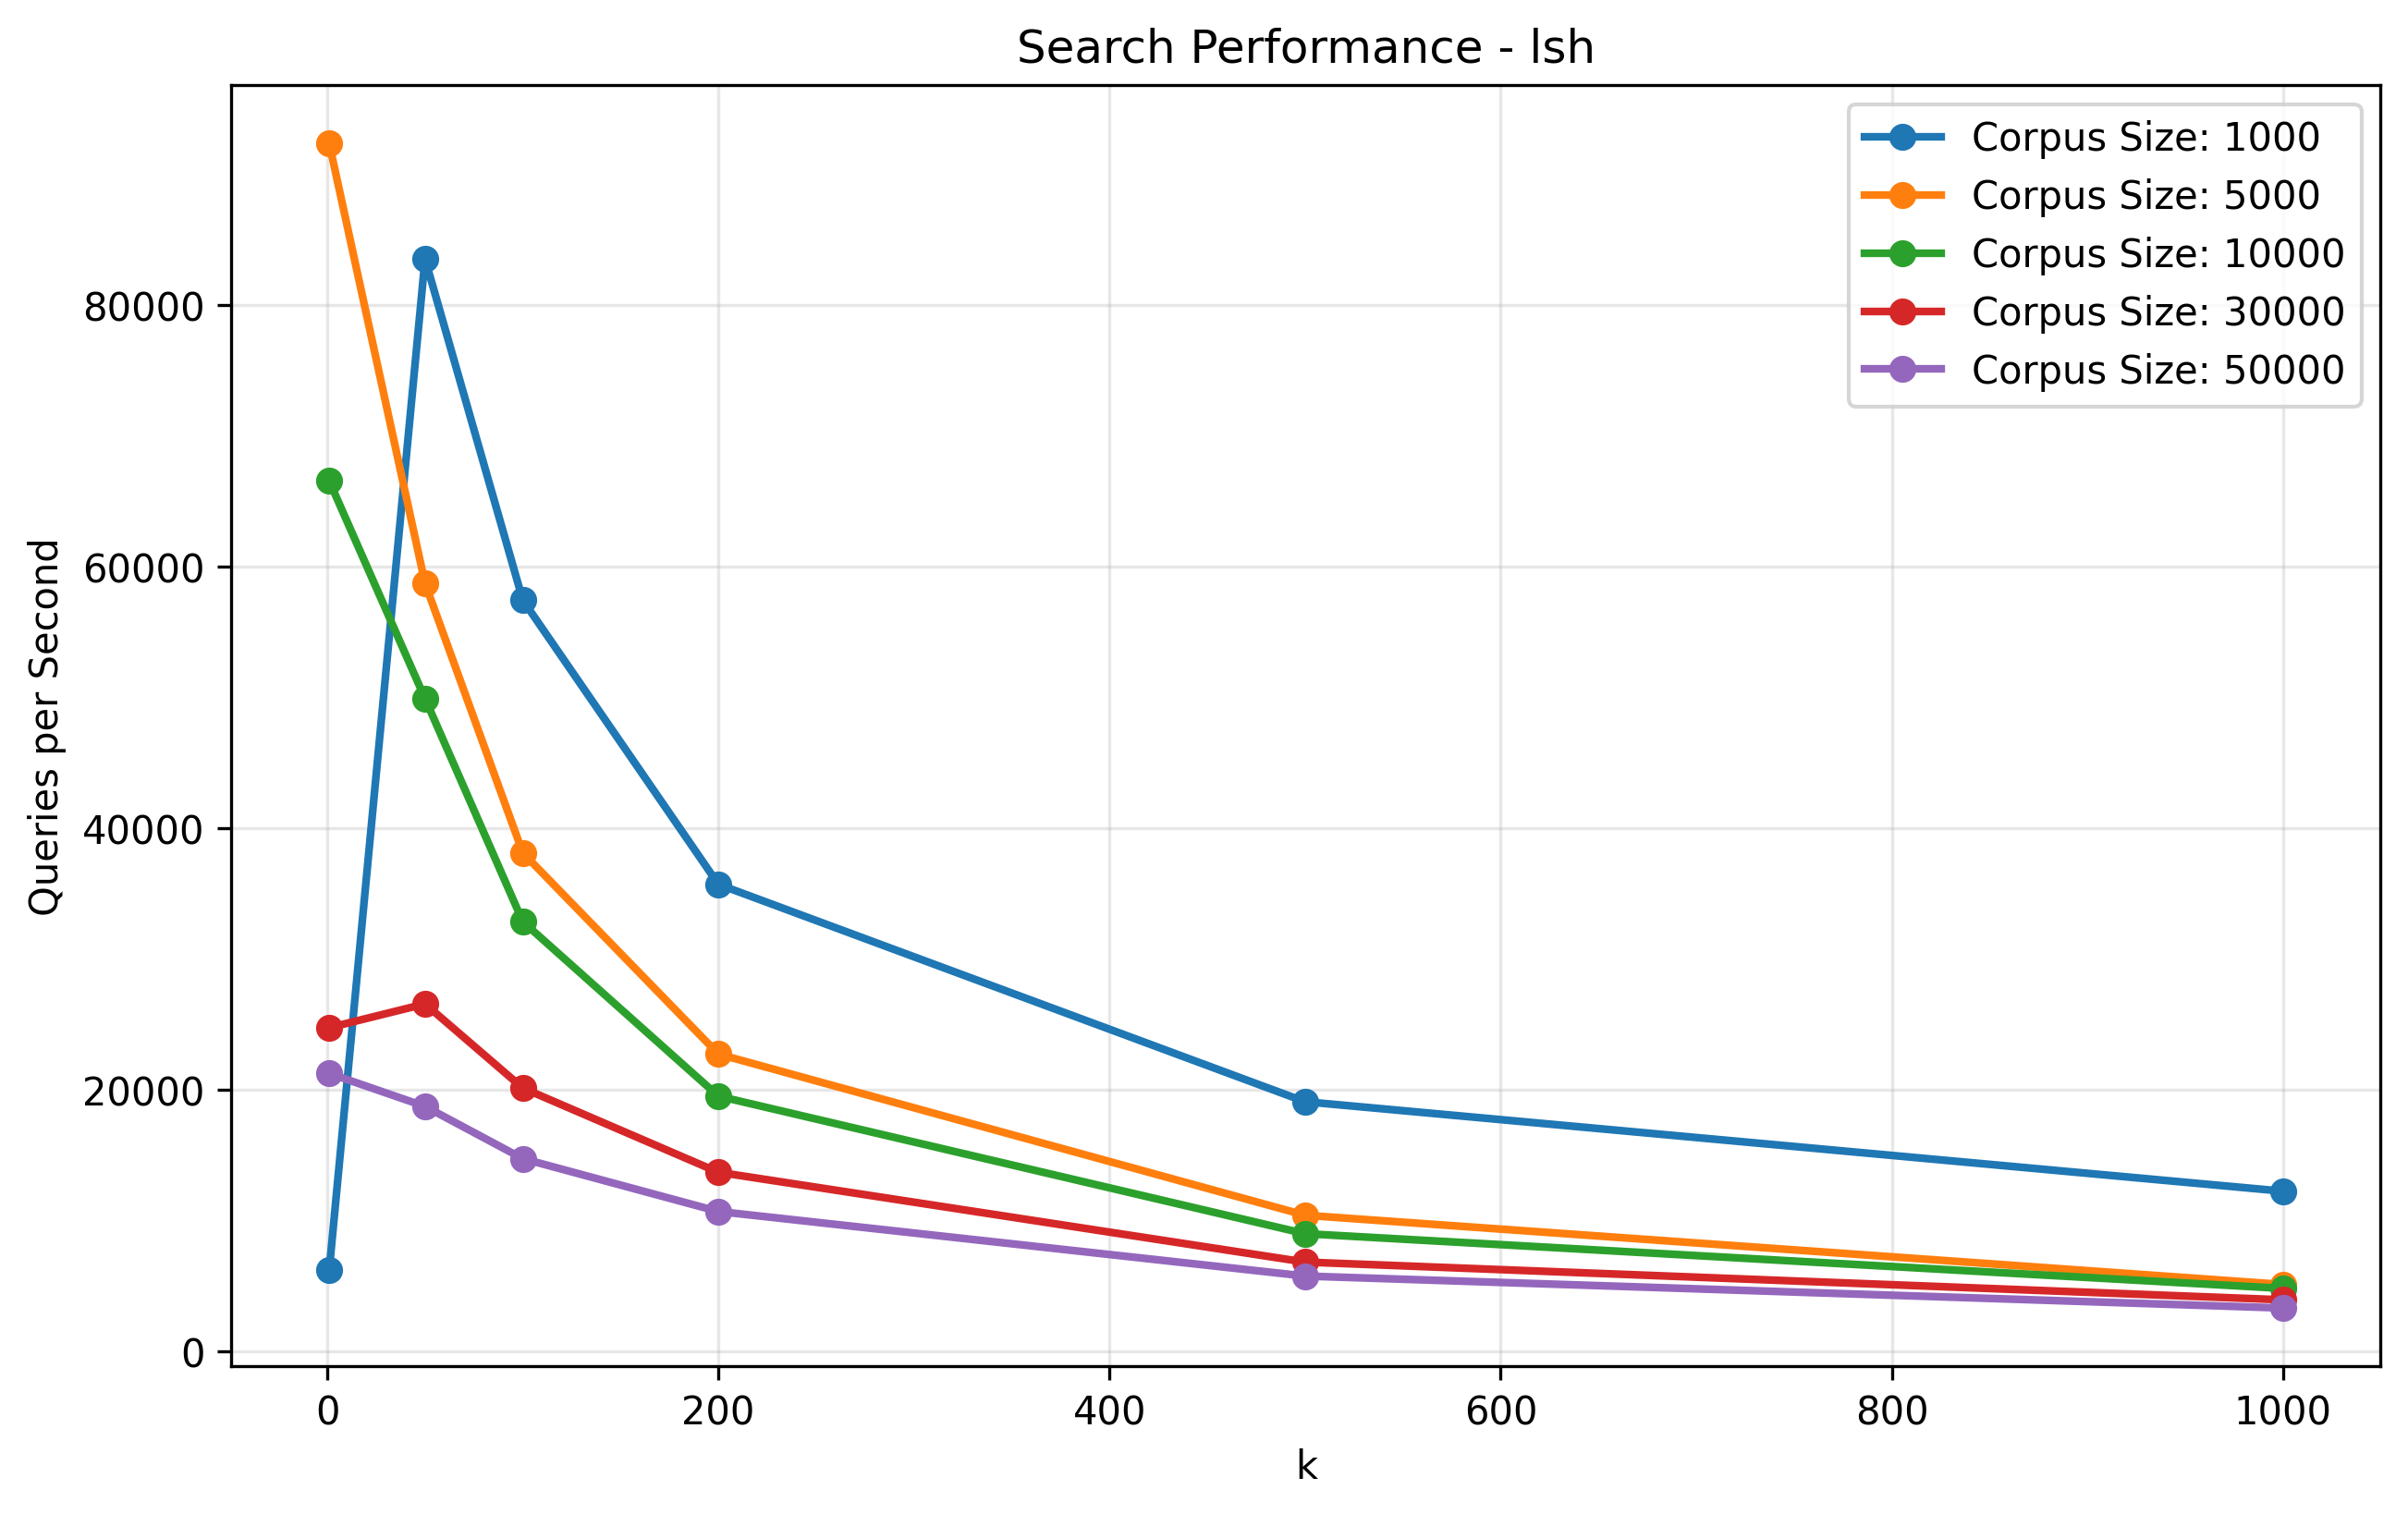 Search Performance - lsh
Corpus Size: 1000
Corpus Size: 5000
Corpus Size: 10000
Corpus Size: 30000
Corpus Size: 50000
Queries per Second
80000
60000
40000
20000
0
0 200 400 600 800 1000
k